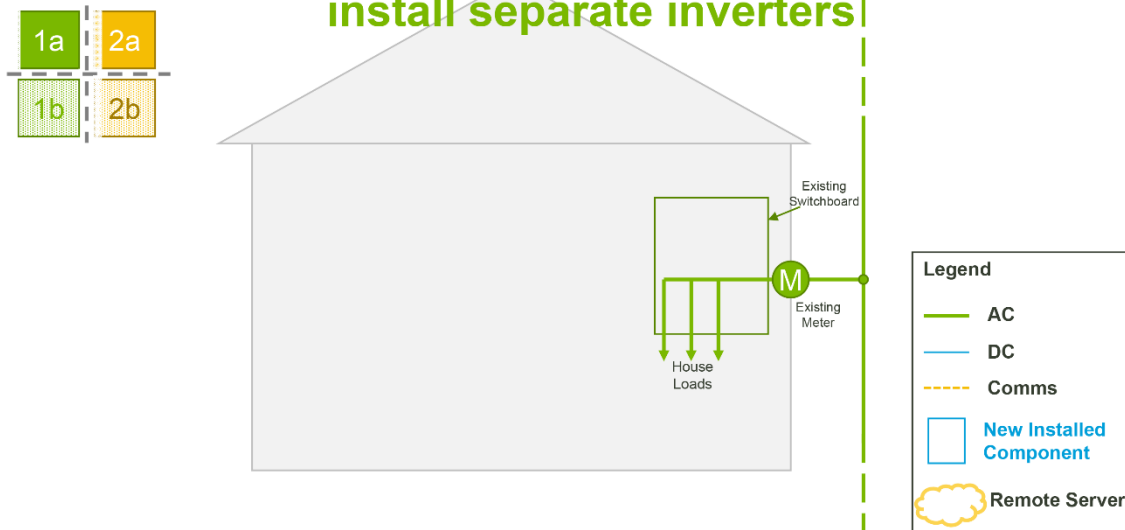 install separate inverters
1a
2a
1b
2b
Existing
Switchboard
M
Existing
Meter
House
Loads
Legend
AC
DC
Comms
New Installed
Component
Remote Server